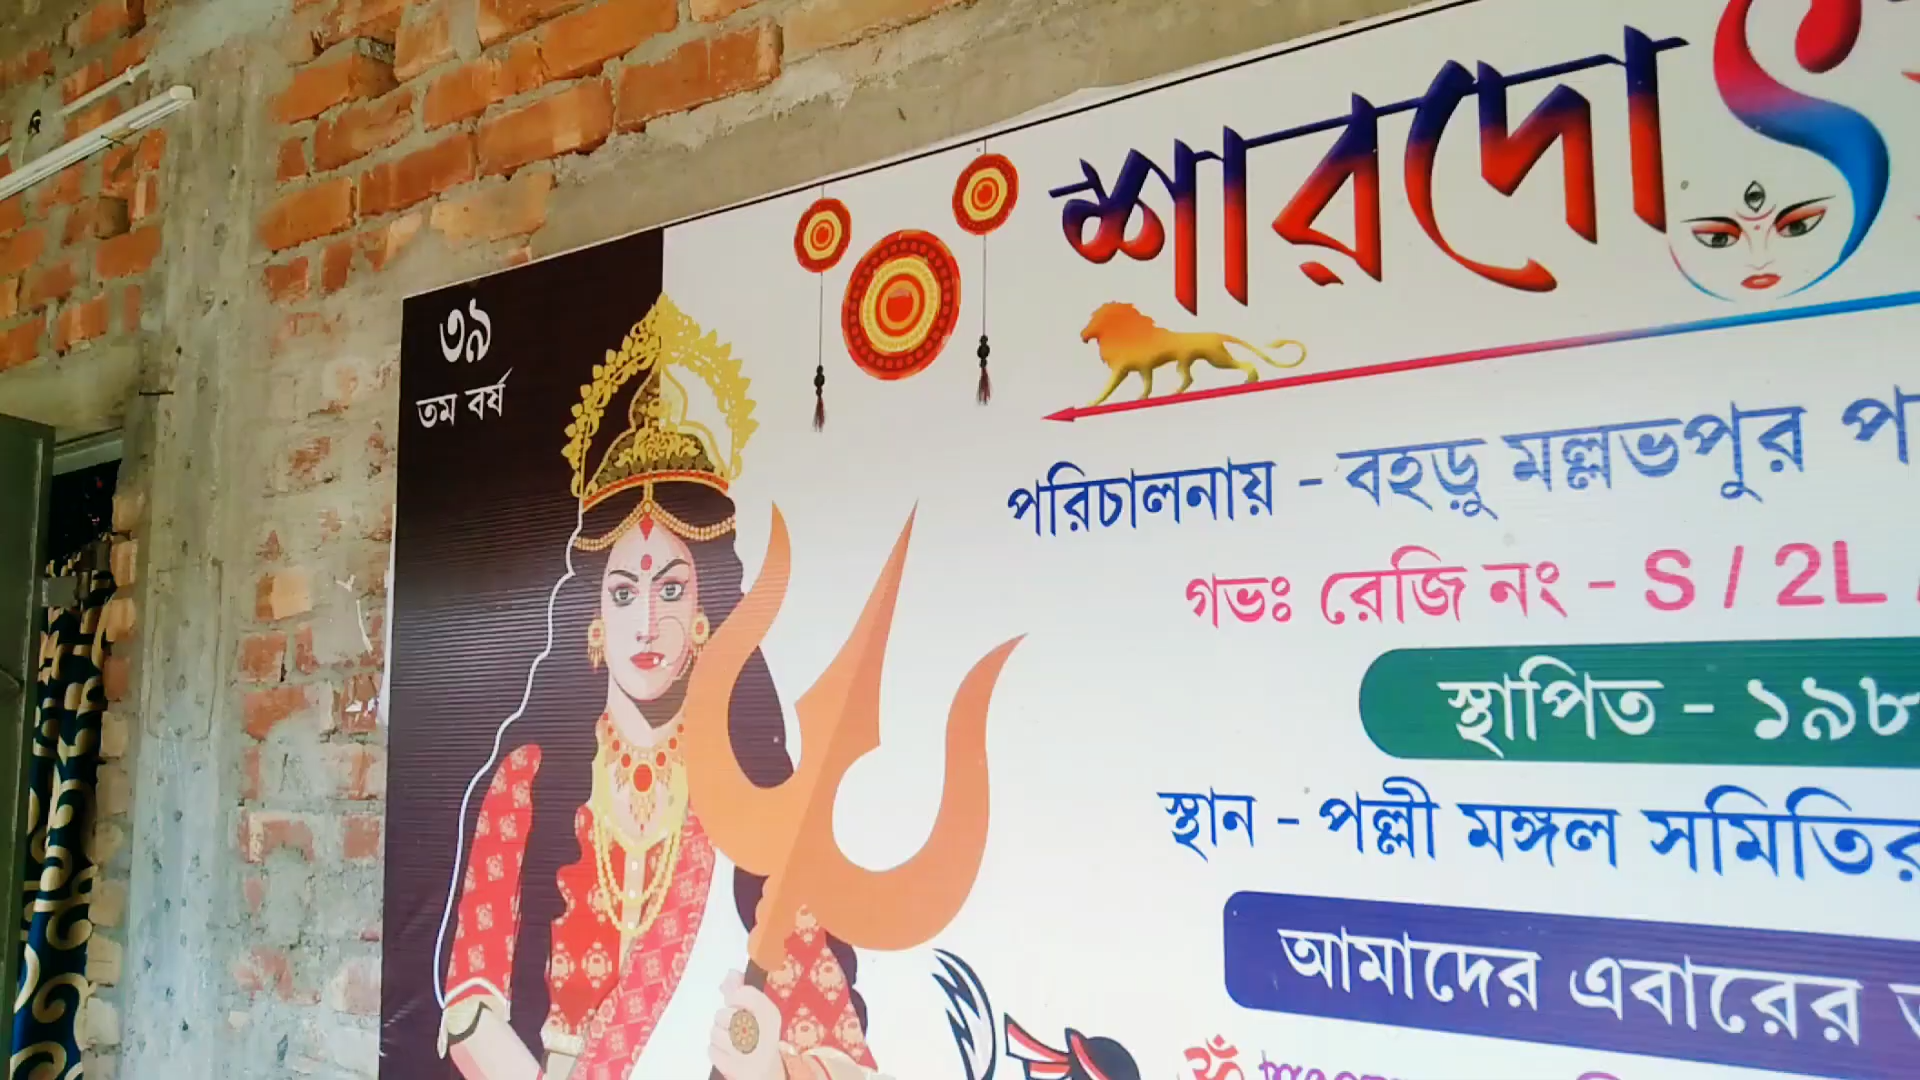 শারদোৎ
৩৯
তম বর্ষ
পরিচালনায় - বহড়ু মল্লভপুর
গভঃ রেজি নং - S / 2L
স্থাপিত - ১৯৮
স্থান - পল্লী মঙ্গল সমিতির
আমাদের এবারের
ॐ